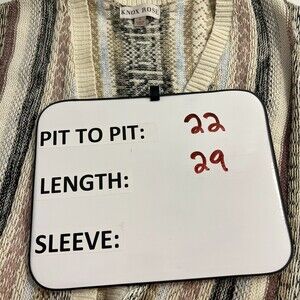 KNOX ROSE
PIT TO PIT: 22
LENGTH: 29
SLEEVE: